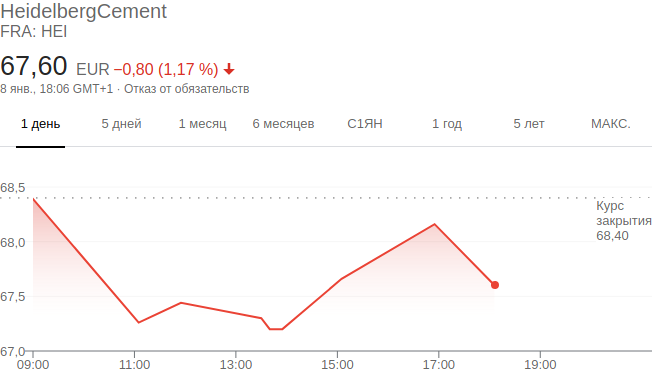 HeidelbergCement
FRA: HEI
67,60 EUR −0,80 (1,17 %)
8 янв., 18:06 GMT+1 · Отказ от обязательств
1 день 5 дней 1 месяц 6 месяцев С1ЯН 1 год 5 лет МАКС.
68,5
68,0
67,5
67,0
Курс
закрытия
68,40
09:00 11:00 13:00 15:00 17:00 19:00